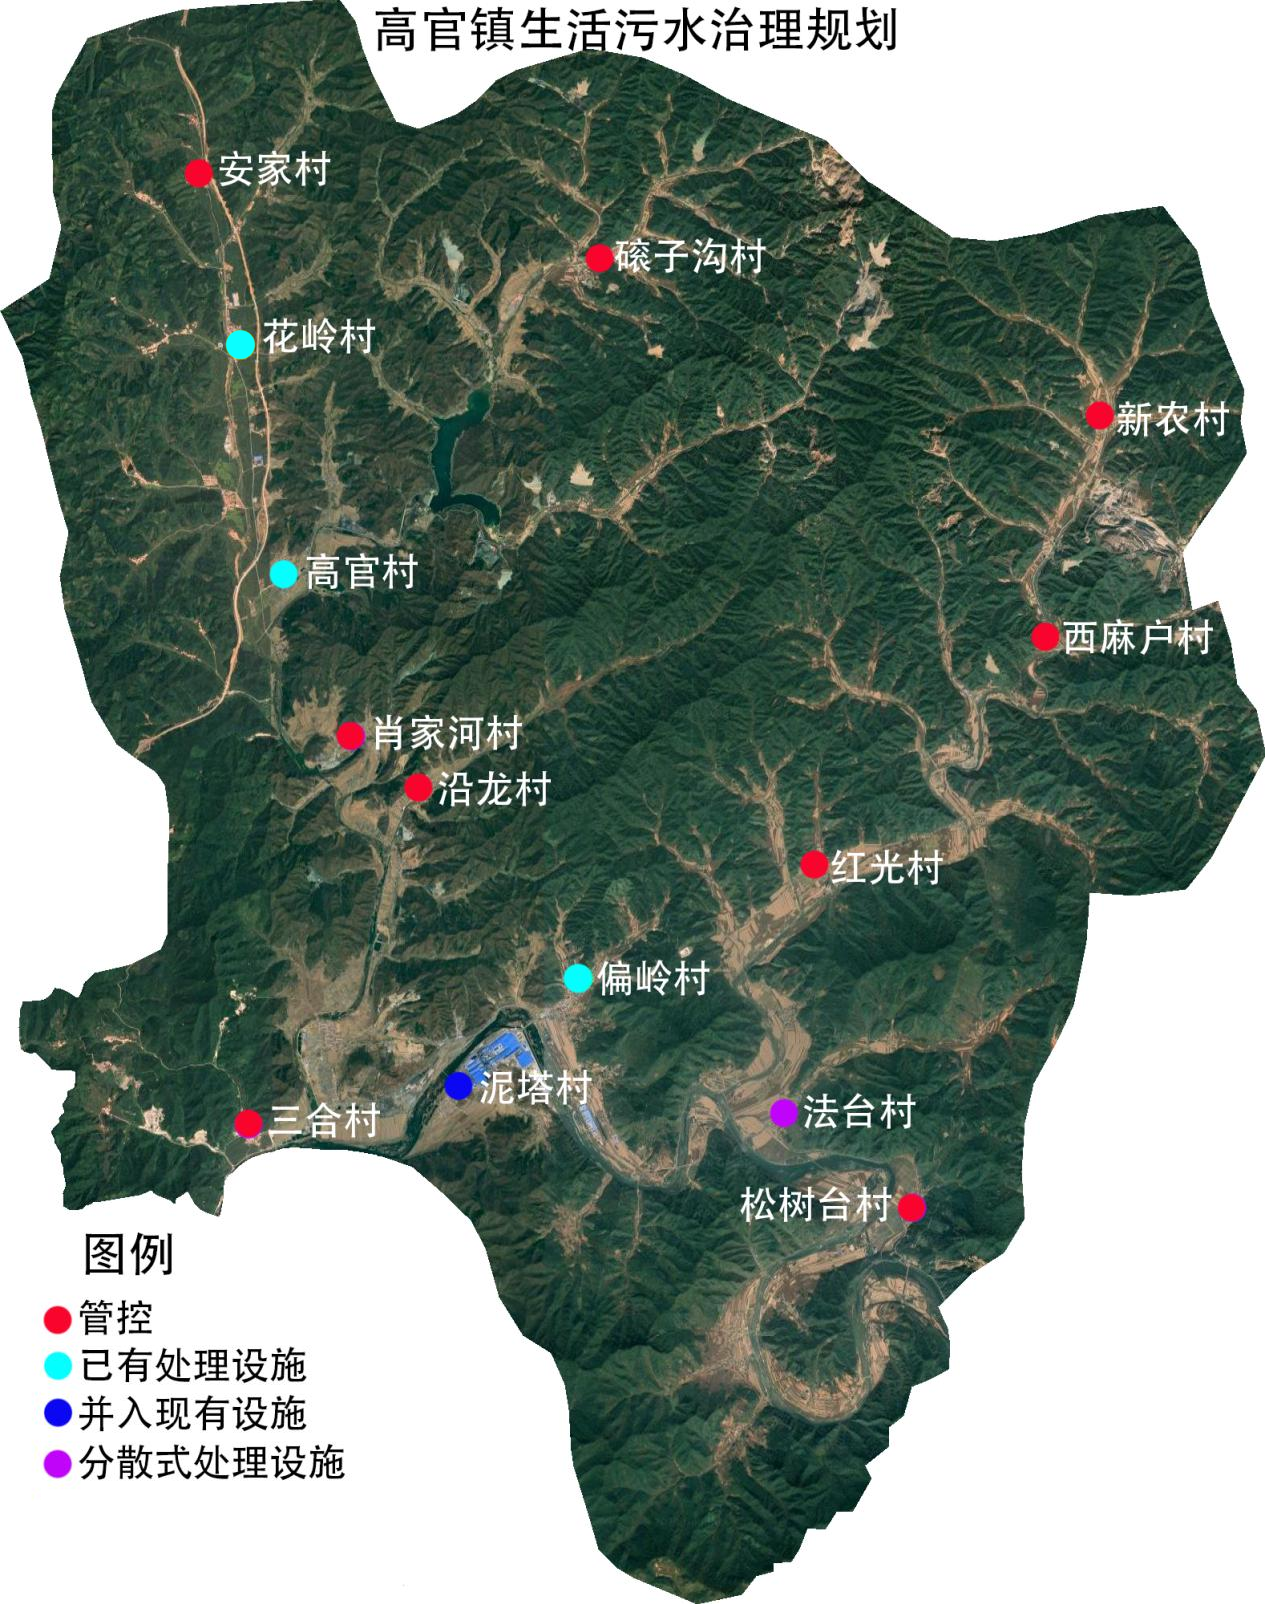 高官镇生活污水治理规划
安家村
磙子沟村
花岭村
新农村
高官村
西麻户村
肖家河村
沿龙村
红光村
偏岭村
泥塔村
法台村
三合村
松树台村
图例
管控
已有处理设施
并入现有设施
分散式处理设施